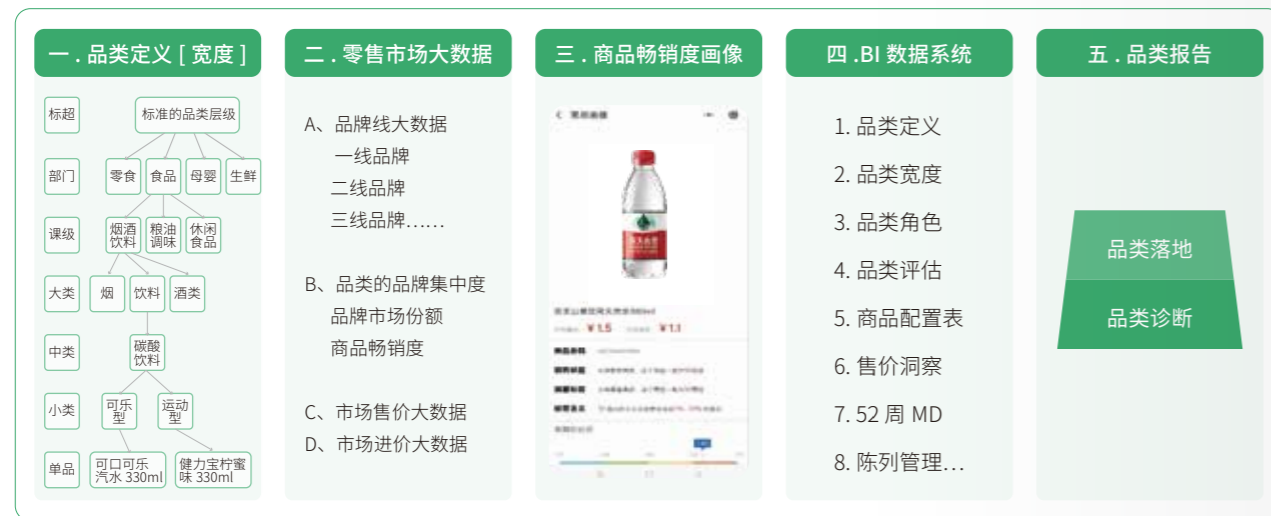 一 . 品类定义 [ 宽度 ]
标超
标准的品类层级
部门
零食
食品
母婴
生鲜
课级
烟酒
饮料
粮油
调味
休闲
食品
大类
烟
饮料
酒类
中类
碳酸
饮料
小类
可乐
型
运动
型
单品
可口可乐
汽水 330ml
健力宝柠蜜
味 330ml
二 . 零售市场大数据
A、品牌线大数据
一线品牌
二线品牌
三线品牌……
B、品类的品牌集中度
品牌市场份额
商品畅销度
C、市场售价大数据
D、市场进价大数据
三 . 商品畅销度画像
¥1.5
¥1.1
四 .BI 数据系统
1. 品类定义
2. 品类宽度
3. 品类角色
4. 品类评估
5. 商品配置表
6. 售价洞察
7. 52 周 MD
8. 陈列管理…
五 . 品类报告
品类落地
品类诊断